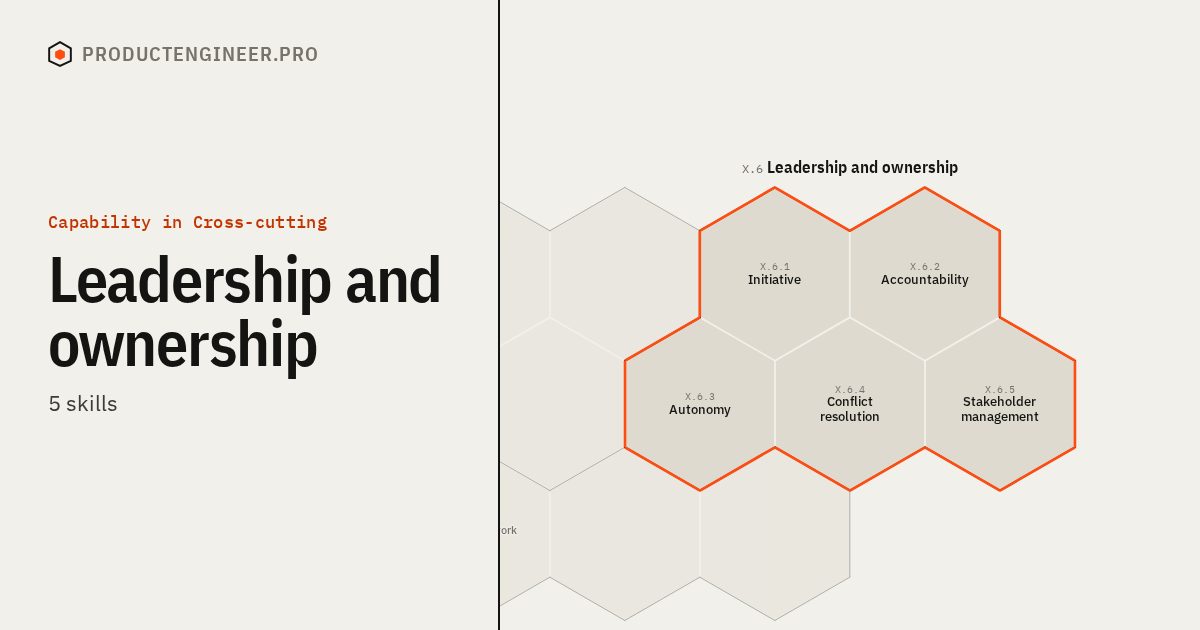 PRODUCTENGINEER.PRO
Capability in Cross-cutting
Leadership and
ownership
5 skills
X.6 Leadership and ownership
X.6.1
Initiative
X.6.2
Accountability
X.6.3
Autonomy
X.6.4
Conflict
resolution
X.6.5
Stakeholder
management